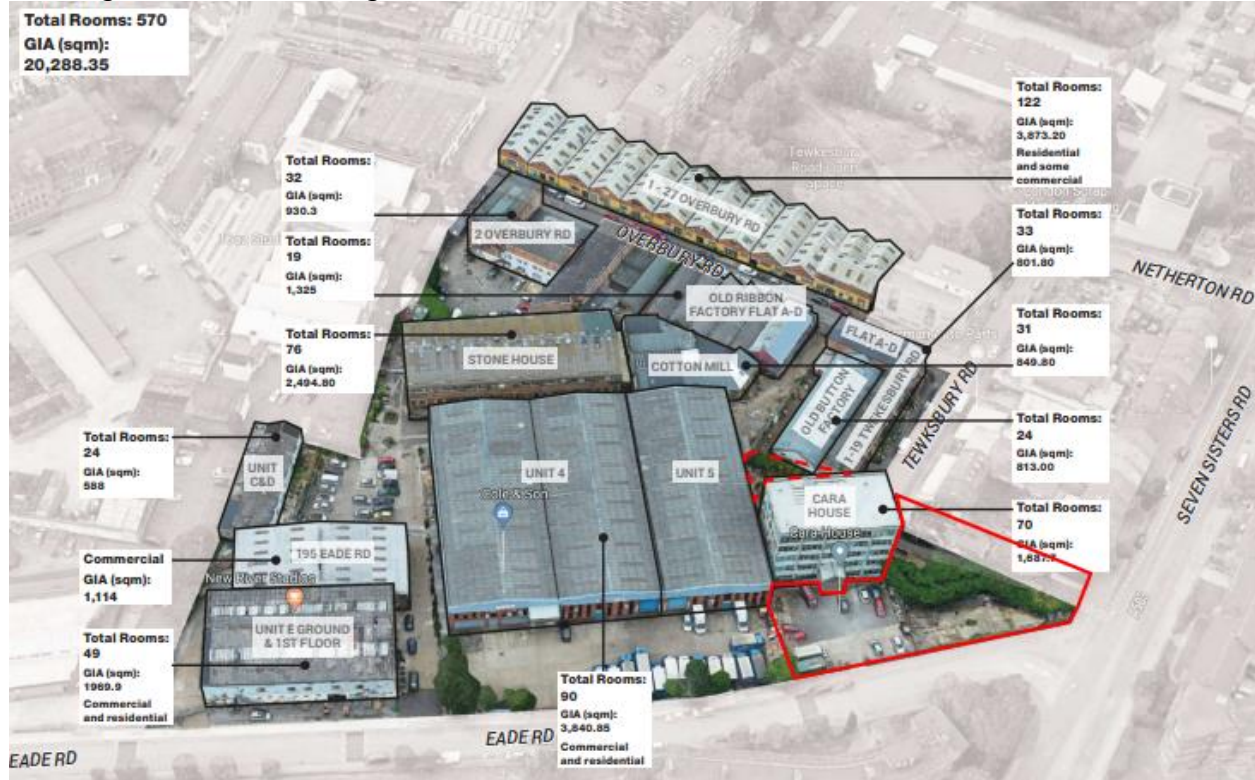 Total Rooms: 570
GIA (sqm):
20,288.35
Total Rooms:
122
GIA (sqm):
3,873.20
Residential
and some
commercial
Total Rooms:
32
GIA (sqm):
930.3
1 - 27 OVERBURY RD
2 OVERBURY RD
OVERBURY RD
Total Rooms:
33
GIA (sqm):
801.80
NETHERTON RD
Total Rooms:
19
GIA (sqm):
1,325
OLD RIBBON
FACTORY FLAT A-D
FLAT A-D
Total Rooms:
31
GIA (sqm):
849.80
Total Rooms:
76
GIA (sqm):
2,494.80
STONE HOUSE
COTTON MILL
OLD BUTTON
FACTORY
1-19 TWEKESBURY RD
TEWKSBURY RD
SEVEN SISTERS RD
Total Rooms:
24
GIA (sqm):
813.00
Total Rooms:
24
GIA (sqm):
588
UNIT
C&D
UNIT 4
Cole & Son
UNIT 5
CARA
HOUSE
Cara House
Total Rooms:
70
GIA (sqm):
1,687.7
Commercial
GIA (sqm):
1,114
195 EADE RD
New River Studios
UNIT E GROUND
& 1ST FLOOR
Total Rooms:
49
GIA (sqm):
1969.9
Commercial
and residential
Total Rooms:
90
GIA (sqm):
3,840.85
Commercial
and residential
EADE RD
EADE RD